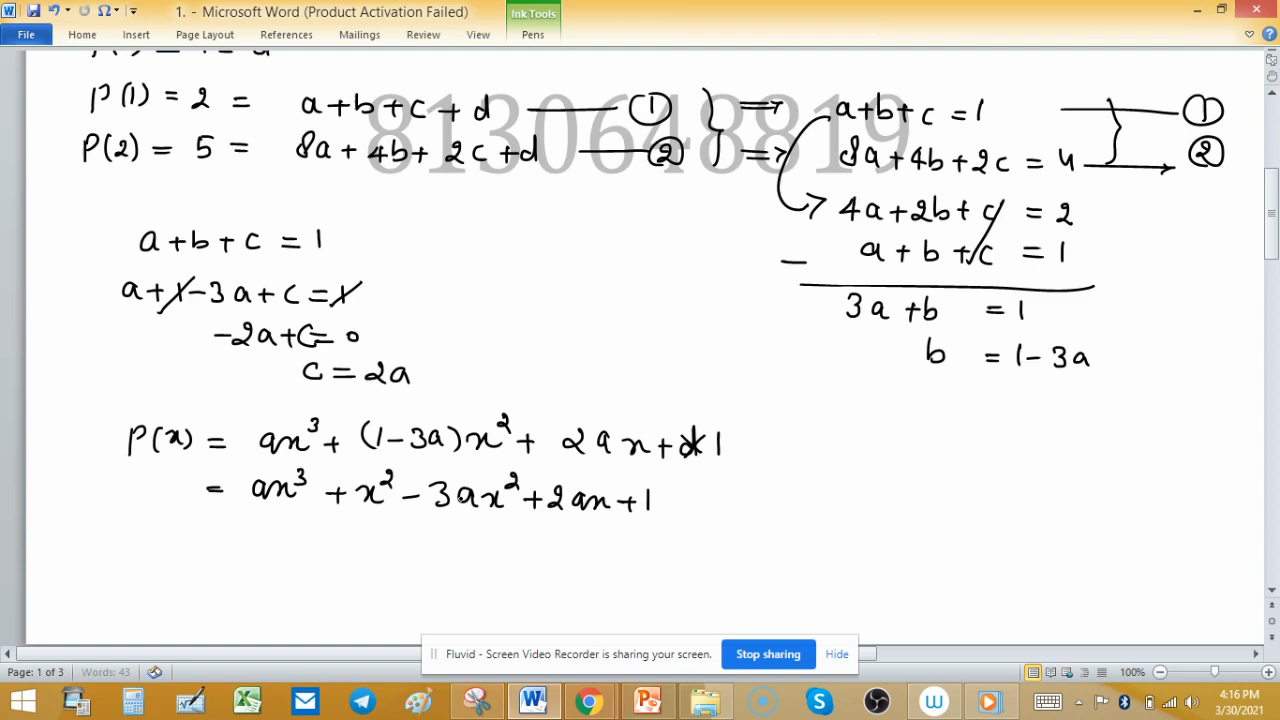 1. - Microsoft Word (Product Activation Failed)
Ink Tools
File Home Insert Page Layout References Mailings Review View Pens
8130648819
P(1) = 2 = a+b+c+d ① ⇒ a+b+c = 1 ①
P(2) = 5 = 8a+4b+2c+d ② ⇒ 8a+4b+2c = 4 ②
4a+2b+c = 2
a+b+c = 1 - a+b+c = 1
a+1-3a+c=1 3a+b = 1
-2a+c=0 b = 1-3a
c = 2a
P(x) = ax³+(1-3a)x²+2ax+d 1
= ax³+x²-3ax²+2ax+1
Fluvid - Screen Video Recorder is sharing your screen. Stop sharing Hide
Page: 1 of 3 Words: 43 100%
4:16 PM
3/30/2021